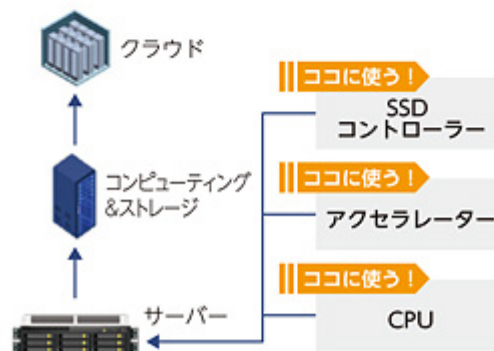 クラウド
コンピューティング
&ストレージ
サーバー
ココに使う!
SSD
コントローラー
ココに使う!
アクセラレーター
ココに使う!
CPU